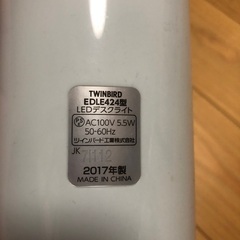 TWINBIRD
EDLE424型
LEDデスクライト
AC100V 5.5W
50-60Hz
ツインバード工業株式会社
JK
2017年製
MADE IN CHINA